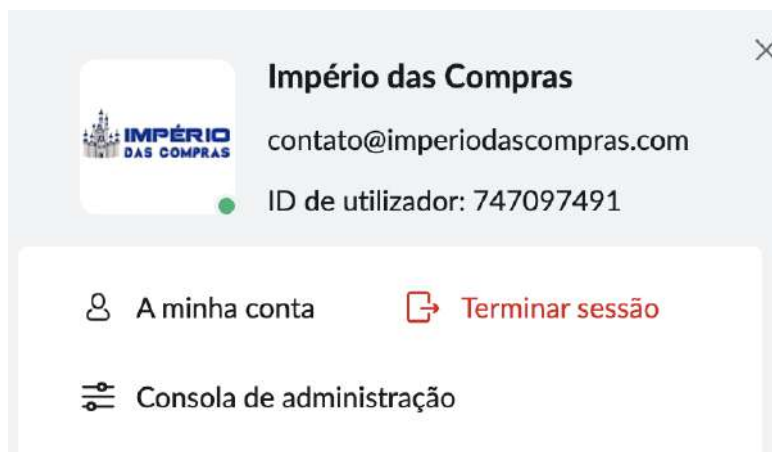 Império das Compras
IMPÉRIO
DAS COMPRAS
contato@imperiodascompras.com
ID de utilizador: 747097491
A minha conta
Terminar sessão
Consola de administração